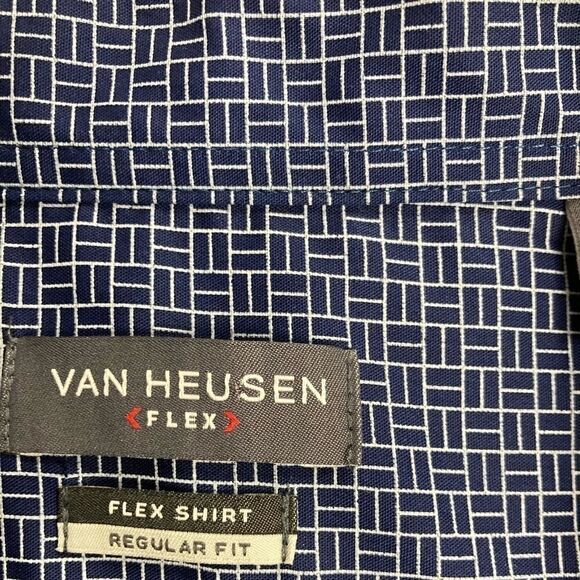 VAN HEUSEN
FLEX
FLEX SHIRT
REGULAR FIT